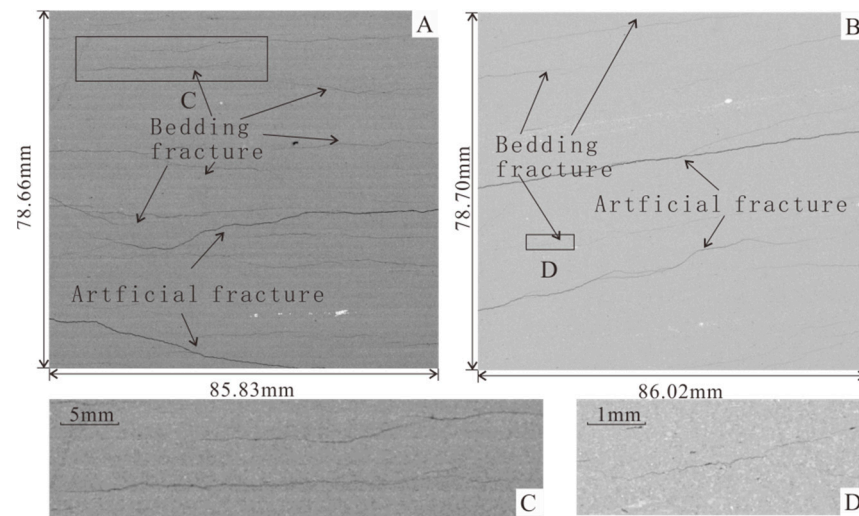 A
C
Bedding
fracture
Artficial fracture
78.66mm
85.83mm
B
Bedding
fracture
Artficial fracture
D
78.70mm
86.02mm
5mm
C
1mm
D